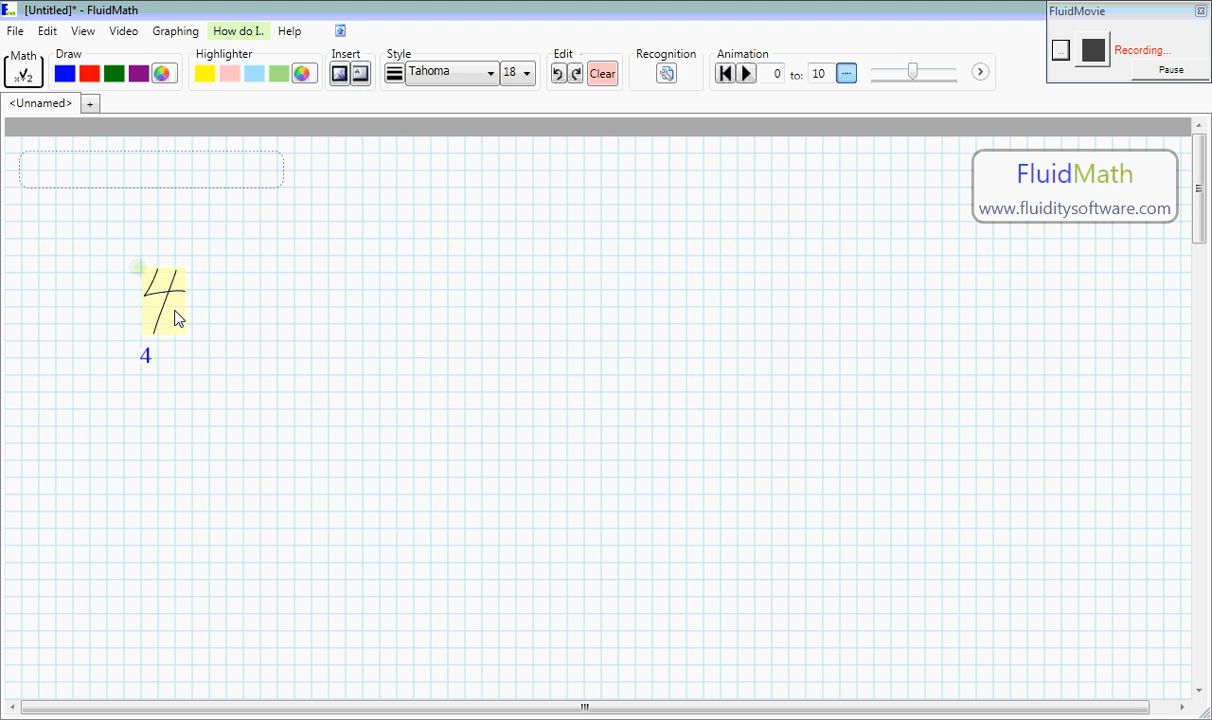 [Untitled]* - FluidMath
FluidMovie
File Edit View Video Graphing How do I.. Help
Recording...
Pause
Math
√2
Draw
Highlighter
Insert
Style
Tahoma
18
Edit
Clear
Recognition
Animation
0 to: 10
<Unnamed> +
FluidMath
www.fluiditysoftware.com
4
4